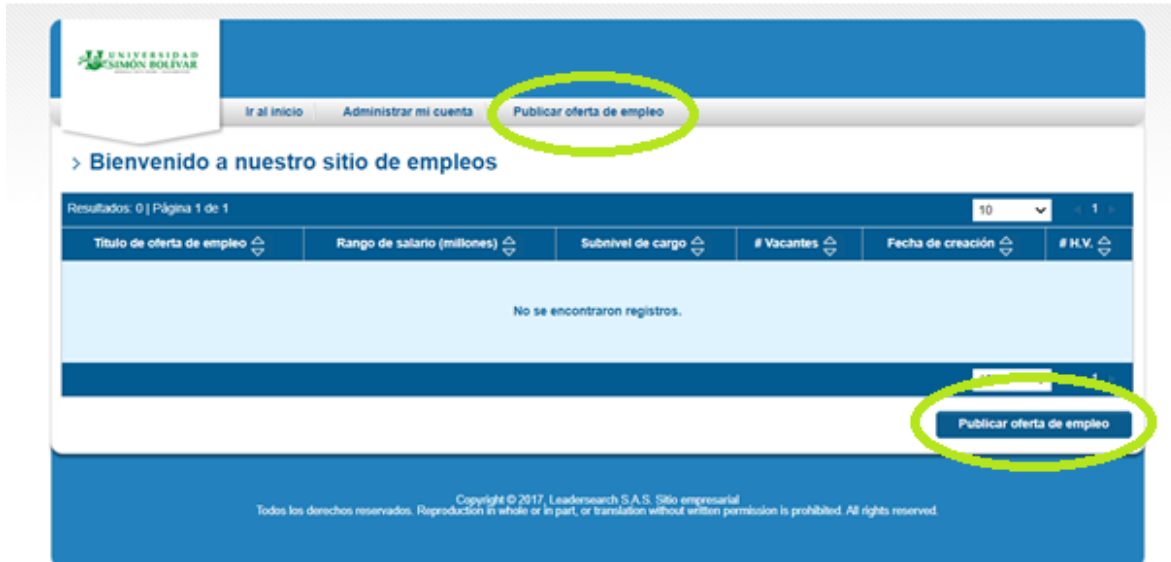 UNIVERSIDAD
SIMÓN BOLÍVAR
Ir al inicio Administrar mi cuenta Publicar oferta de empleo
> Bienvenido a nuestro sitio de empleos
Resultados: 0 | Página 1 de 1 10 1
Título de oferta de empleo Rango de salario (millones) Subnivel de cargo # Vacantes Fecha de creación # H.V.
No se encontraron registros.
1
Publicar oferta de empleo
Copyright © 2017, Leadersearch S.A.S. Sitio empresarial
Todos los derechos reservados. Reproduction in whole or in part, or translation without written permission is prohibited. All rights reserved.